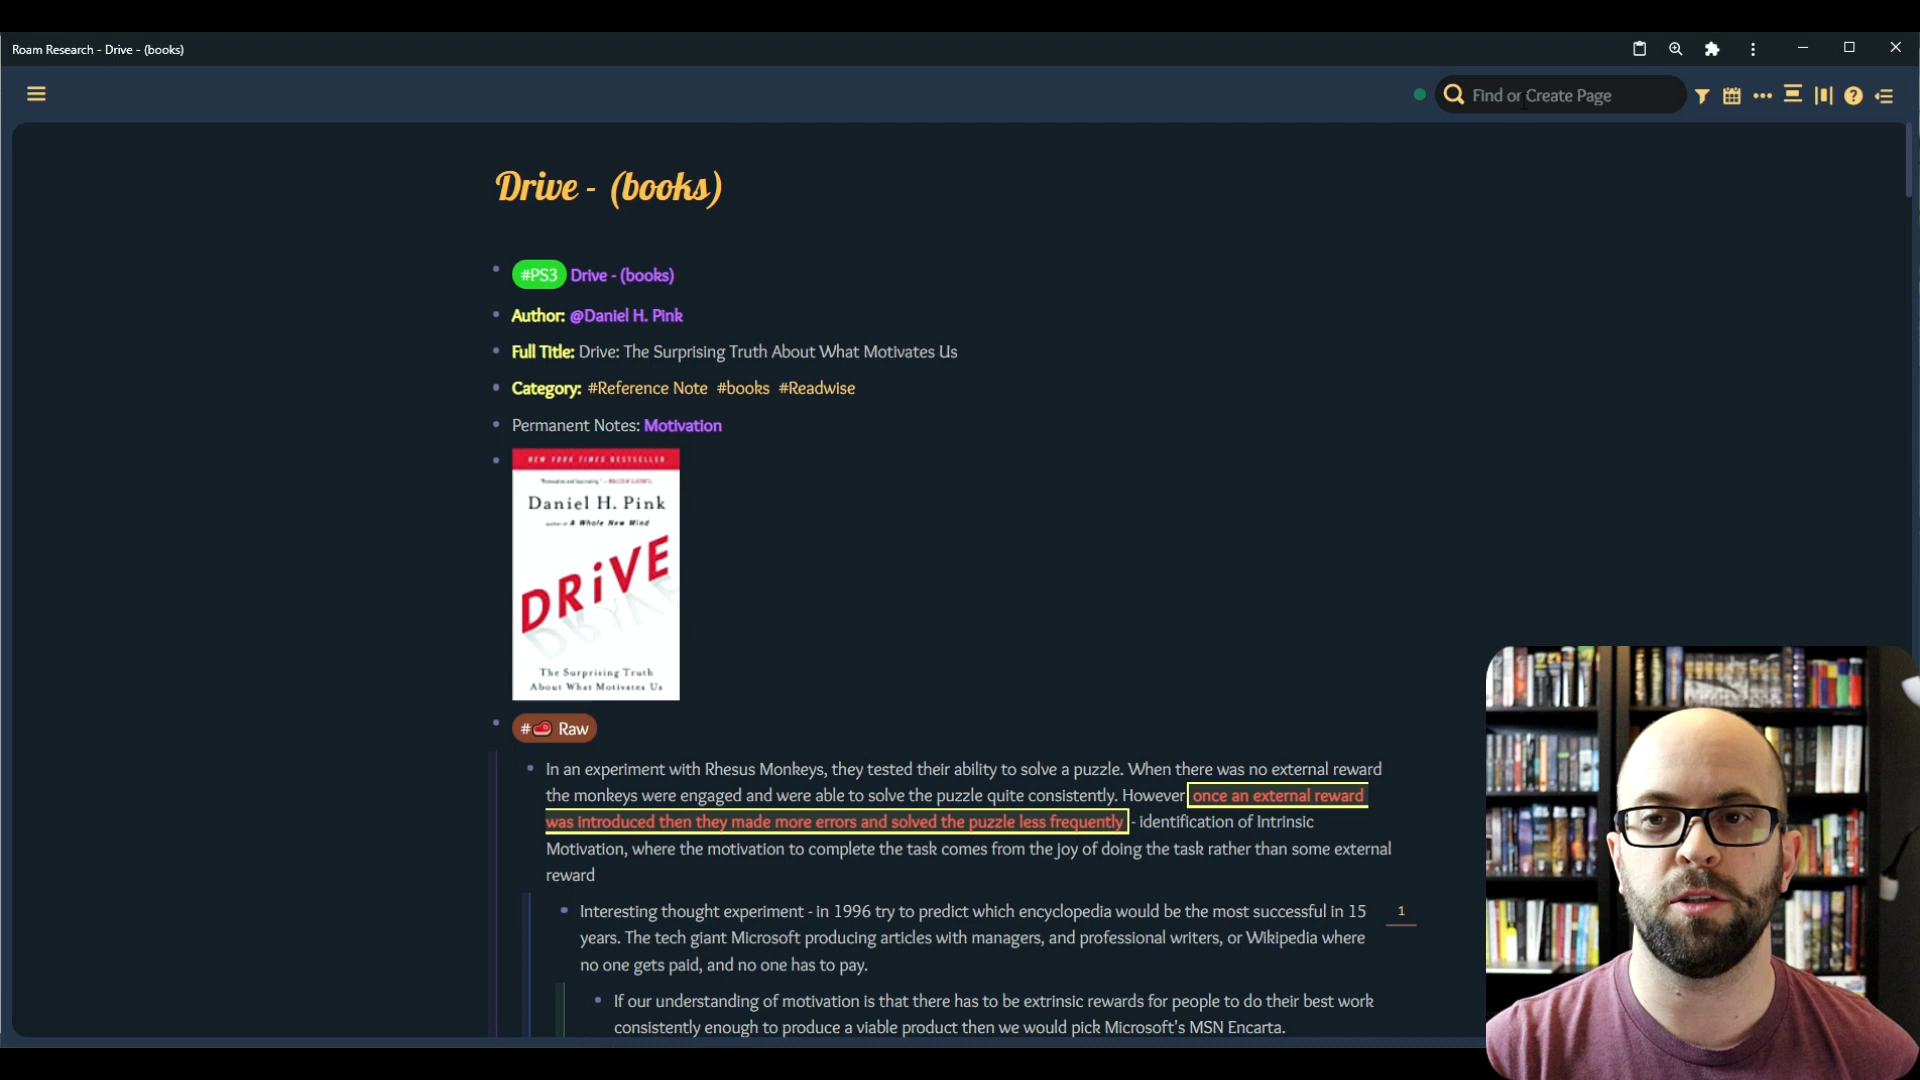 Roam Research - Drive - (books)
Find or Create Page
Drive - (books)
#PS3 Drive - (books)
Author: @Daniel H. Pink
Full Title: Drive: The Surprising Truth About What Motivates Us
Category: #Reference Note #books #Readwise
Permanent Notes: Motivation
NEW YORK TIMES BESTSELLER
Daniel H. Pink
author of A Whole New Mind
DRiVE
The Surprising Truth
About What Motivates Us
#🥩 Raw
In an experiment with Rhesus Monkeys, they tested their ability to solve a puzzle. When there was no external reward
the monkeys were engaged and were able to solve the puzzle quite consistently. However once an external reward
was introduced then they made more errors and solved the puzzle less frequently - identification of Intrinsic
Motivation, where the motivation to complete the task comes from the joy of doing the task rather than some external
reward
Interesting thought experiment - in 1996 try to predict which encyclopedia would be the most successful in 15
1
years. The tech giant Microsoft producing articles with managers, and professional writers, or Wikipedia where
no one gets paid, and no one has to pay.
If our understanding of motivation is that there has to be extrinsic rewards for people to do their best work
consistently enough to produce a viable product then we would pick Microsoft's MSN Encarta.